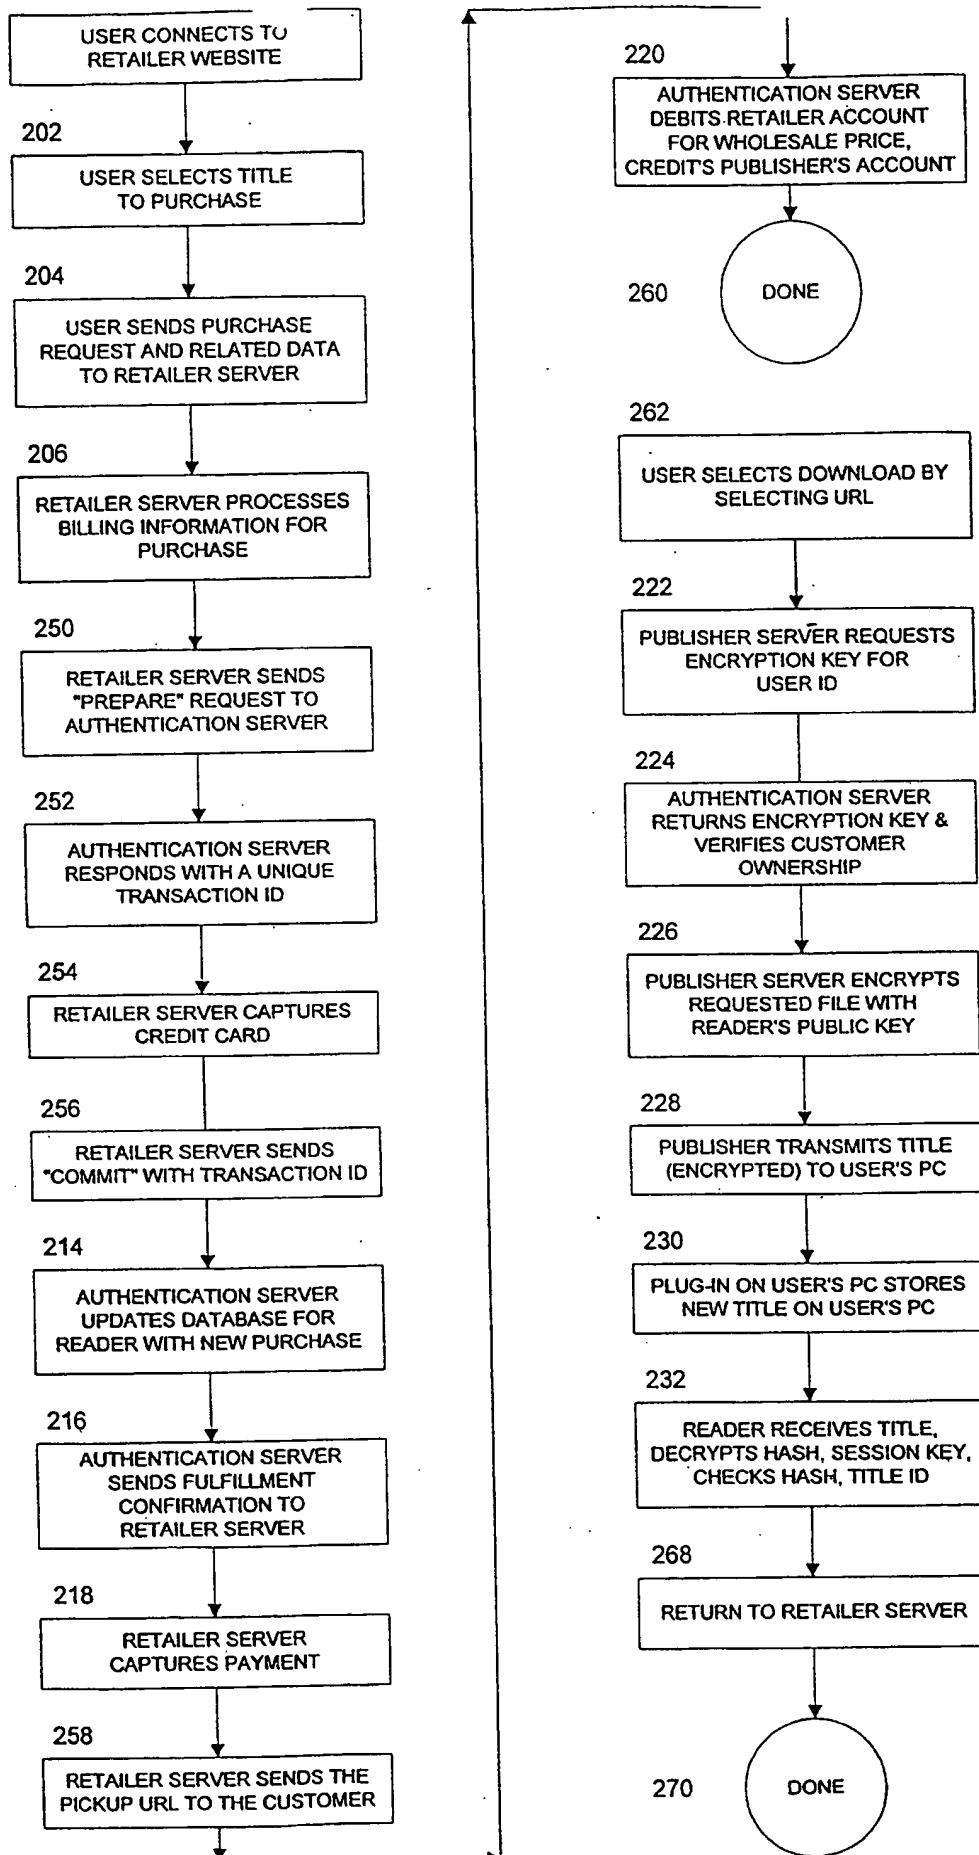 USER CONNECTS TO
RETAILER WEBSITE
202
USER SELECTS TITLE
TO PURCHASE
204
USER SENDS PURCHASE
REQUEST AND RELATED DATA
TO RETAILER SERVER
206
RETAILER SERVER PROCESSES
BILLING INFORMATION FOR
PURCHASE
250
RETAILER SERVER SENDS
"PREPARE" REQUEST TO
AUTHENTICATION SERVER
252
AUTHENTICATION SERVER
RESPONDS WITH A UNIQUE
TRANSACTION ID
254
RETAILER SERVER CAPTURES
CREDIT CARD
256
RETAILER SERVER SENDS
"COMMIT" WITH TRANSACTION ID
214
AUTHENTICATION SERVER
UPDATES DATABASE FOR
READER WITH NEW PURCHASE
216
AUTHENTICATION SERVER
SENDS FULFILLMENT
CONFIRMATION TO
RETAILER SERVER
218
RETAILER SERVER
CAPTURES PAYMENT
258
RETAILER SERVER SENDS THE
PICKUP URL TO THE CUSTOMER
220
AUTHENTICATION SERVER
DEBITS RETAILER ACCOUNT
FOR WHOLESALE PRICE,
CREDIT'S PUBLISHER'S ACCOUNT
260
DONE
262
USER SELECTS DOWNLOAD BY
SELECTING URL
222
PUBLISHER SERVER REQUESTS
ENCRYPTION KEY FOR
USER ID
224
AUTHENTICATION SERVER
RETURNS ENCRYPTION KEY &
VERIFIES CUSTOMER
OWNERSHIP
226
PUBLISHER SERVER ENCRYPTS
REQUESTED FILE WITH
READER'S PUBLIC KEY
228
PUBLISHER TRANSMITS TITLE
(ENCRYPTED) TO USER'S PC
230
PLUG-IN ON USER'S PC STORES
NEW TITLE ON USER'S PC
232
READER RECEIVES TITLE,
DECRYPTS HASH, SESSION KEY,
CHECKS HASH, TITLE ID
268
RETURN TO RETAILER SERVER
270
DONE